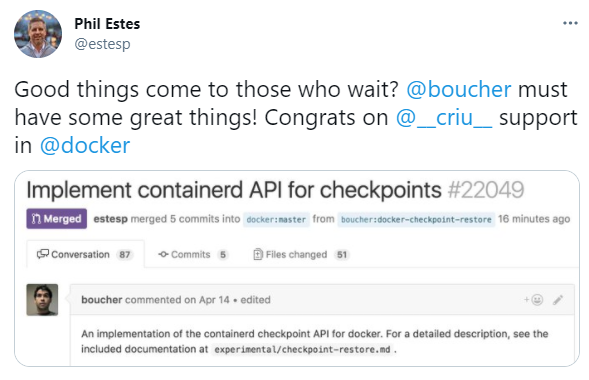 Phil Estes
@estesp
Good things come to those who wait? @boucher must
have some great things! Congrats on @__criu__ support
in @docker
Implement containerd API for checkpoints #22049
Merged estesp merged 5 commits into docker:master from boucher:docker-checkpoint-restore 16 minutes ago
Conversation 87 Commits 5 Files changed 51
boucher commented on Apr 14 • edited
An implementation of the containerd checkpoint API for docker. For a detailed description, see the
included documentation at experimental/checkpoint-restore.md .